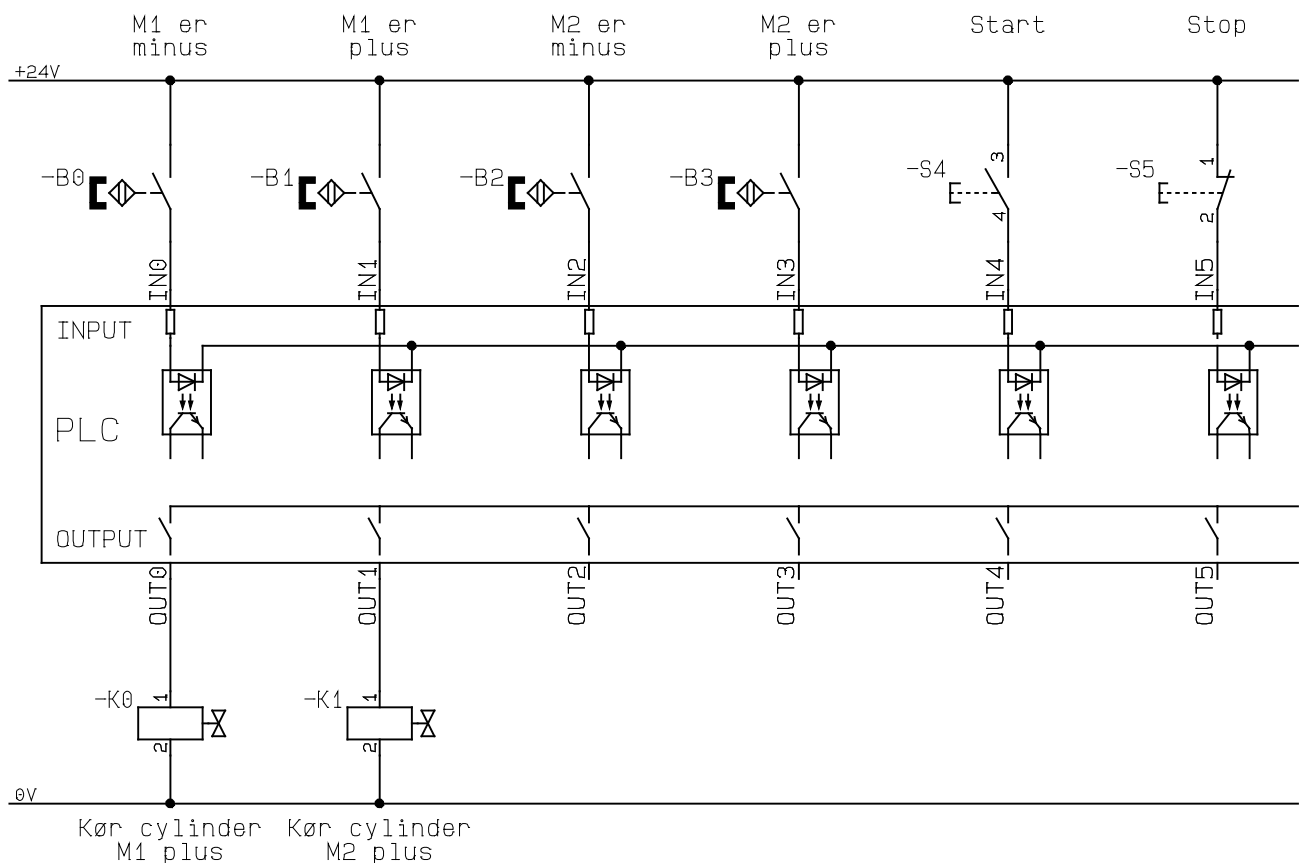 M1 er
minus
M1 er
plus
M2 er
minus
M2 er
plus
Start
Stop
+24V
-B0
-B1
-B2
-B3
-S4
3
4
-S5
1
2
IN0
IN1
IN2
IN3
IN4
IN5
INPUT
PLC
OUTPUT
OUT0
OUT1
OUT2
OUT3
OUT4
OUT5
-K0
1
2
-K1
1
2
0V
Kør cylinder
M1 plus
Kør cylinder
M2 plus